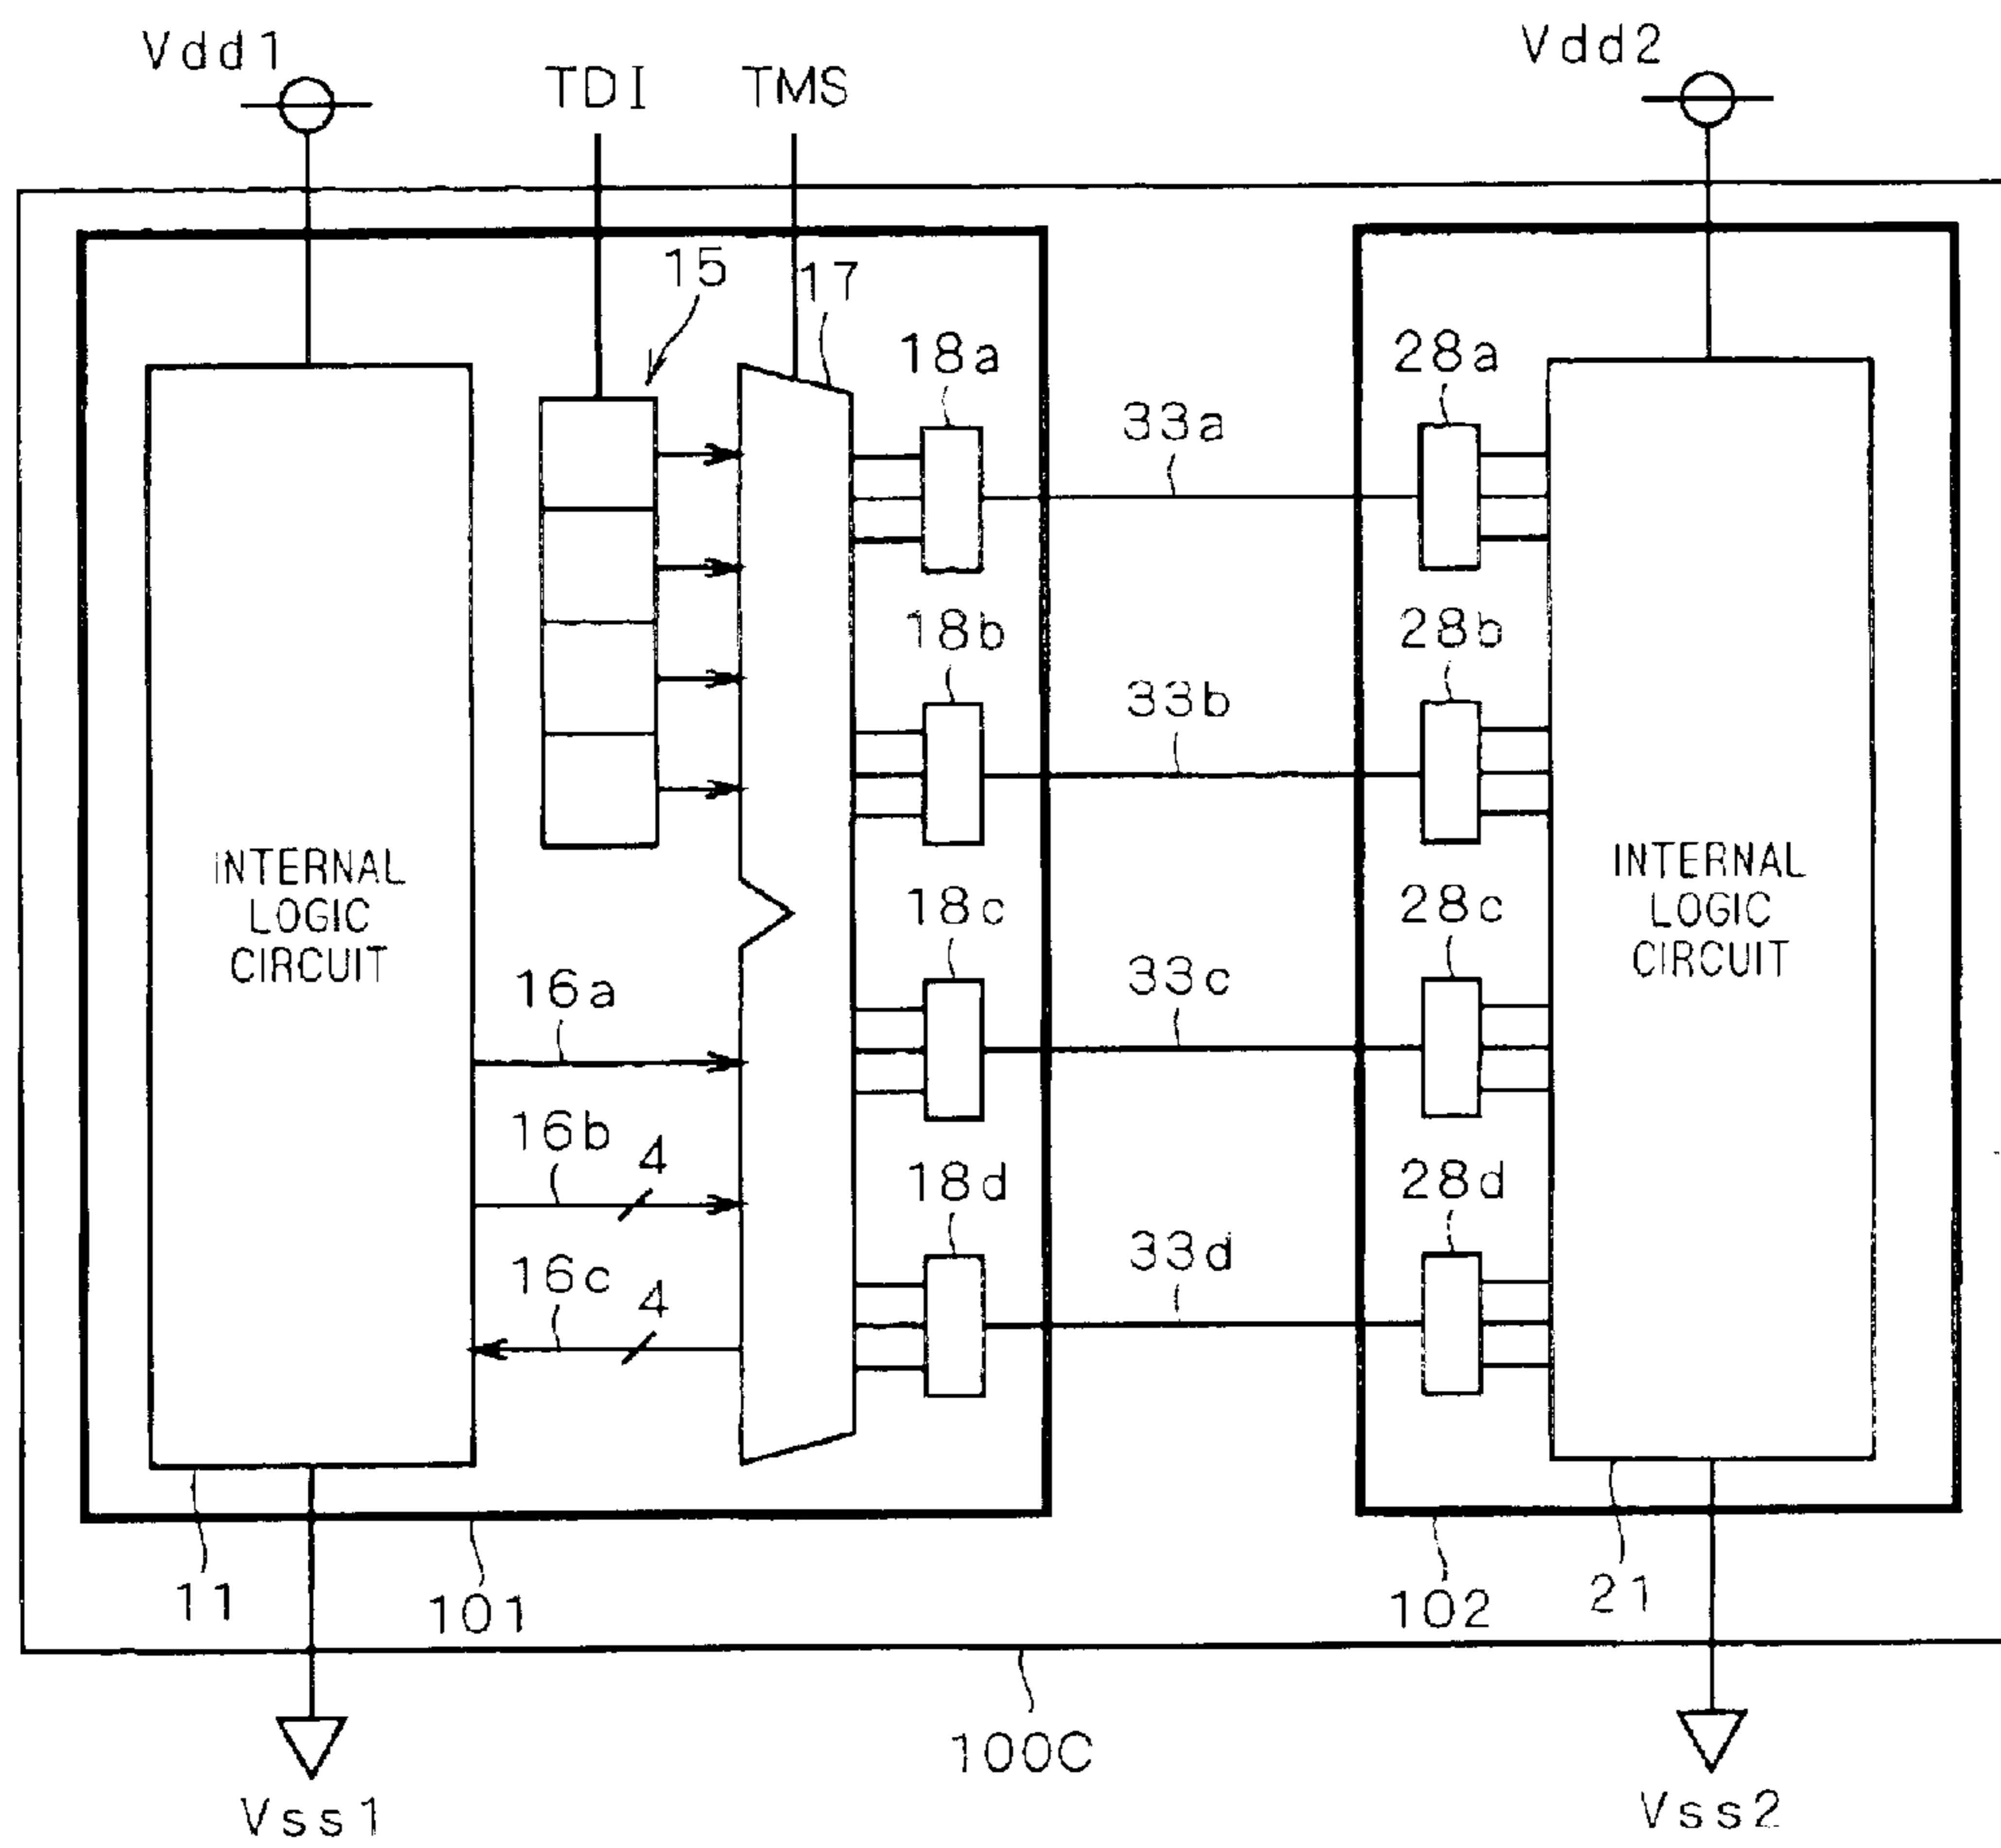 Vdd1
TDI
TMS
Vdd2
15
17
18a
33a
28a
18b
33b
28b
18c
33c
28c
18d
33d
28d
INTERNAL
LOGIC
CIRCUIT
INTERNAL
LOGIC
CIRCUIT
16a
16b
4
16c
4
11
101
102
21
100C
Vss1
Vss2